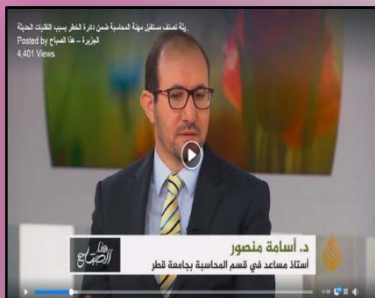 يئة تصنف مستقبل مهنة المحاسبة ضمن دائرة الخطر بسبب التقنيات الحديثة
Posted by الجزيرة – هذا الصباح
4,401 Views
د. أسامة منصور
أستاذ مساعد في قسم المحاسبة بجامعة قطر
هذا الصباح